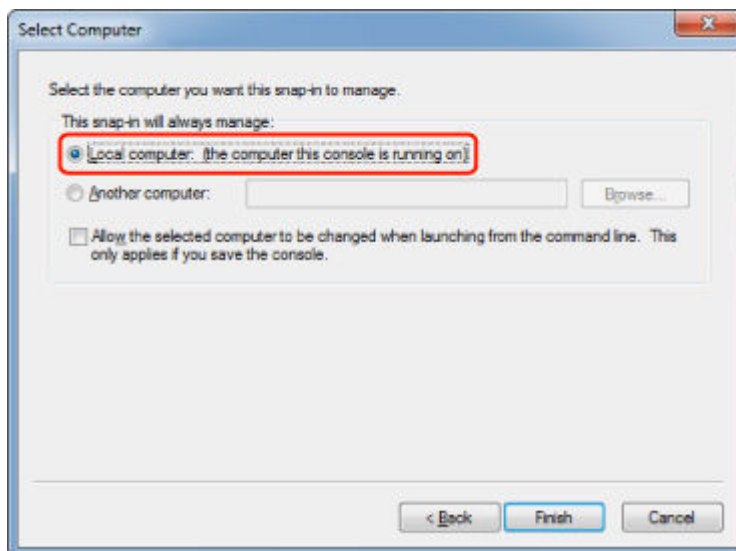 Select Computer
Select the computer you want this snap-in to manage.
This snap-in will always manage:
Local computer: (the computer this console is running on)
Another computer:
Browse...
Allow the selected computer to be changed when launching from the command line. This
only applies if you save the console.
< Back
Finish
Cancel